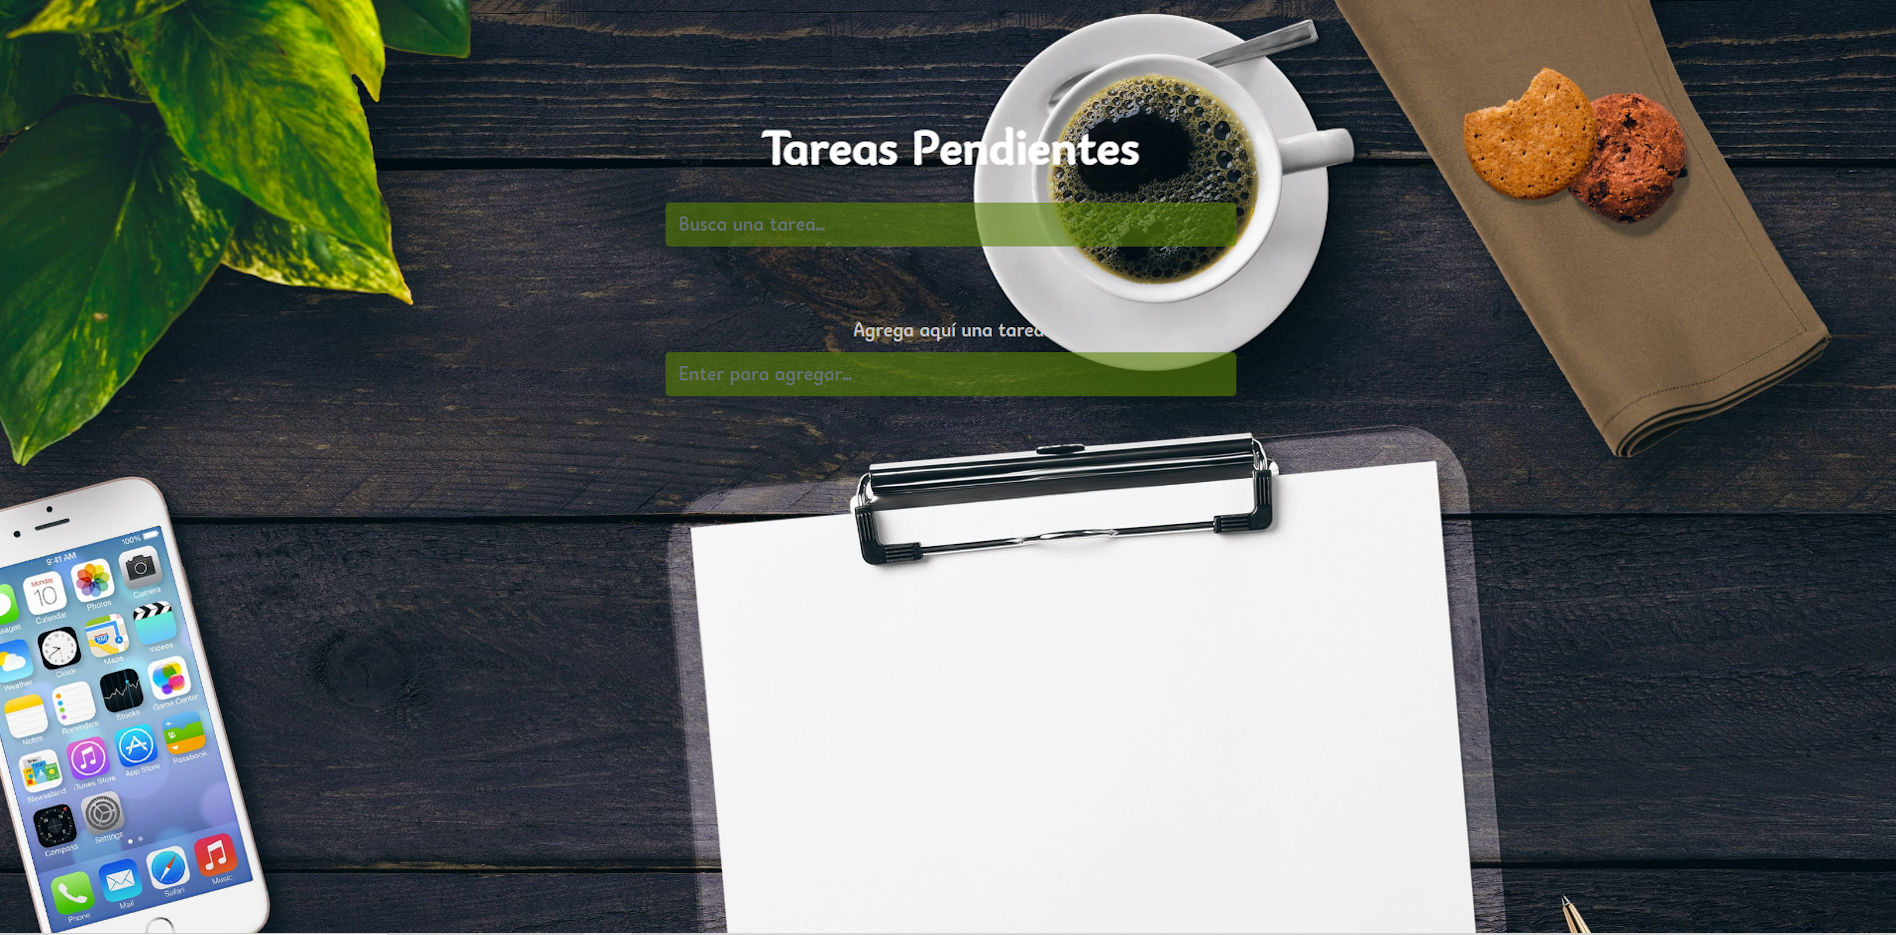 Tareas Pendientes
Busca una tarea...
Agrega aquí una tarea
Enter para agregar...
9:41 AM
100%
Monday
10
Calendar
Photos
Camera
Weather
Clock
Maps
Videos
Notes
Reminders
Stocks
Game Center
Newsstand
iTunes Store
App Store
Passbook
Compass
Settings
Phone
Mail
Safari
Music